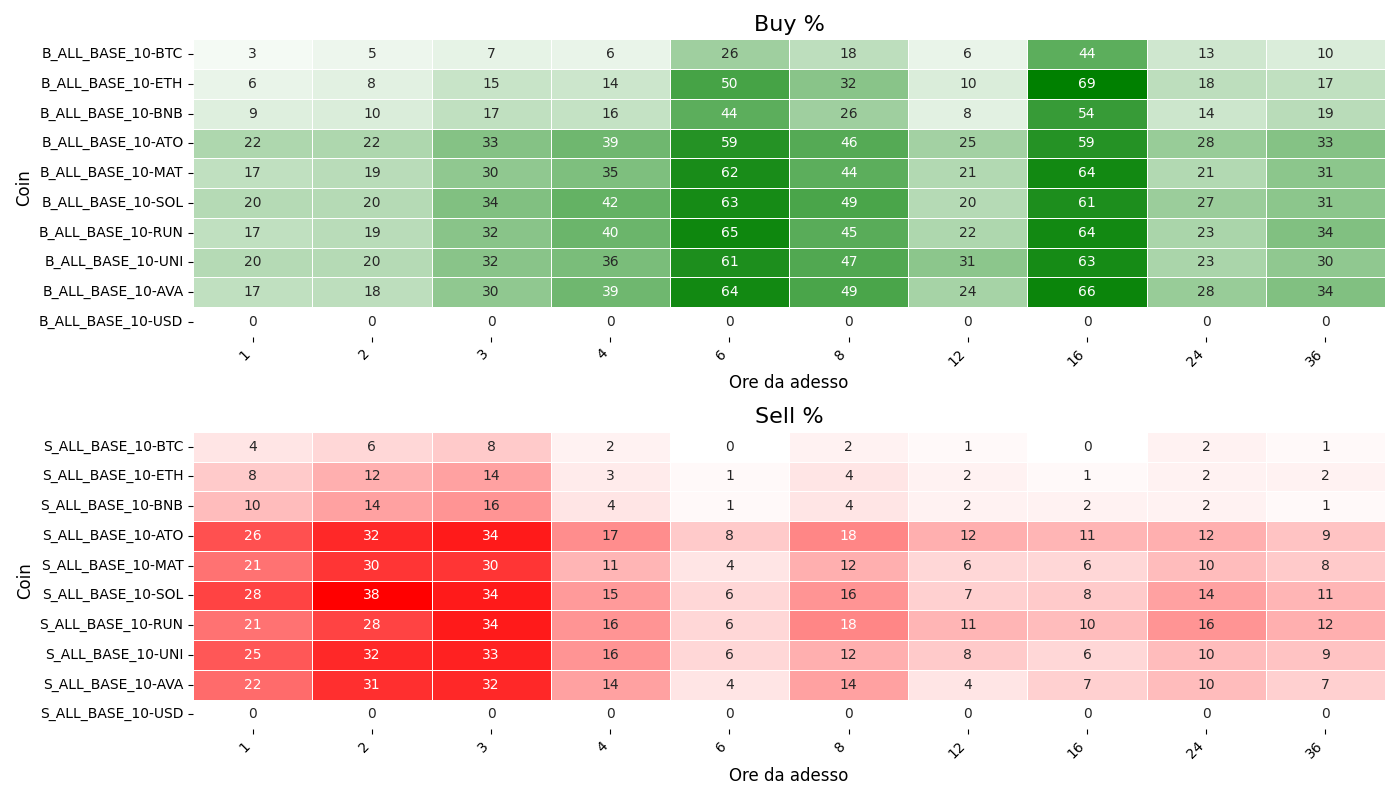 Buy %
Coin
B_ALL_BASE_10-BTC 3 5 7 6 26 18 6 44 13 10
B_ALL_BASE_10-ETH 6 8 15 14 50 32 10 69 18 17
B_ALL_BASE_10-BNB 9 10 17 16 44 26 8 54 14 19
B_ALL_BASE_10-ATO 22 22 33 39 59 46 25 59 28 33
B_ALL_BASE_10-MAT 17 19 30 35 62 44 21 64 21 31
B_ALL_BASE_10-SOL 20 20 34 42 63 49 20 61 27 31
B_ALL_BASE_10-RUN 17 19 32 40 65 45 22 64 23 34
B_ALL_BASE_10-UNI 20 20 32 36 61 47 31 63 23 30
B_ALL_BASE_10-AVA 17 18 30 39 64 49 24 66 28 34
B_ALL_BASE_10-USD 0 0 0 0 0 0 0 0 0 0
1 2 3 4 6 8 12 16 24 36
Ore da adesso
Sell %
Coin
S_ALL_BASE_10-BTC 4 6 8 2 0 2 1 0 2 1
S_ALL_BASE_10-ETH 8 12 14 3 1 4 2 1 2 2
S_ALL_BASE_10-BNB 10 14 16 4 1 4 2 2 2 1
S_ALL_BASE_10-ATO 26 32 34 17 8 18 12 11 12 9
S_ALL_BASE_10-MAT 21 30 30 11 4 12 6 6 10 8
S_ALL_BASE_10-SOL 28 38 34 15 6 16 7 8 14 11
S_ALL_BASE_10-RUN 21 28 34 16 6 18 11 10 16 12
S_ALL_BASE_10-UNI 25 32 33 16 6 12 8 6 10 9
S_ALL_BASE_10-AVA 22 31 32 14 4 14 4 7 10 7
S_ALL_BASE_10-USD 0 0 0 0 0 0 0 0 0 0
1 2 3 4 6 8 12 16 24 36
Ore da adesso